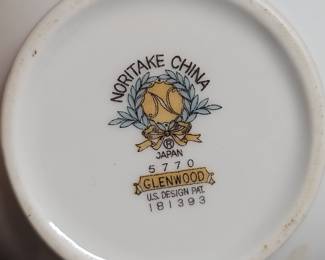 NORITAKE CHINA
N
®
JAPAN
5770
GLENWOOD
U.S. DESIGN PAT.
181393